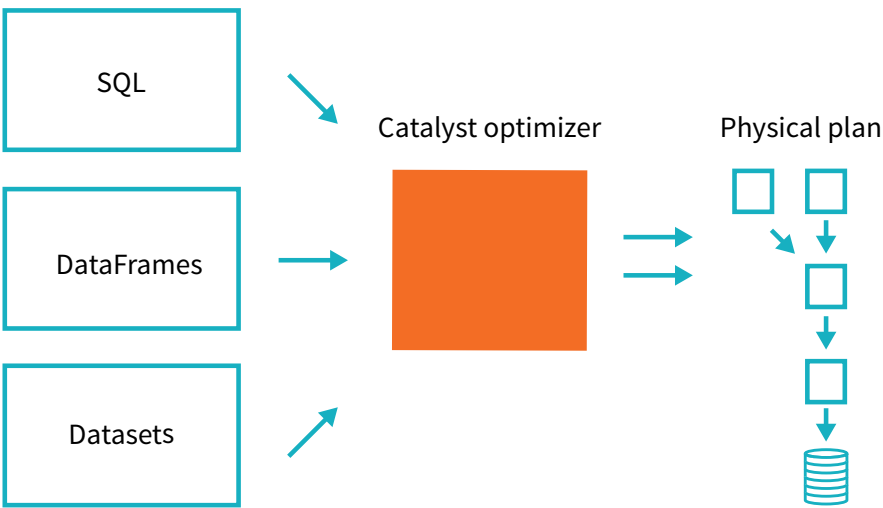 SQL
Catalyst optimizer
Physical plan
DataFrames
Datasets